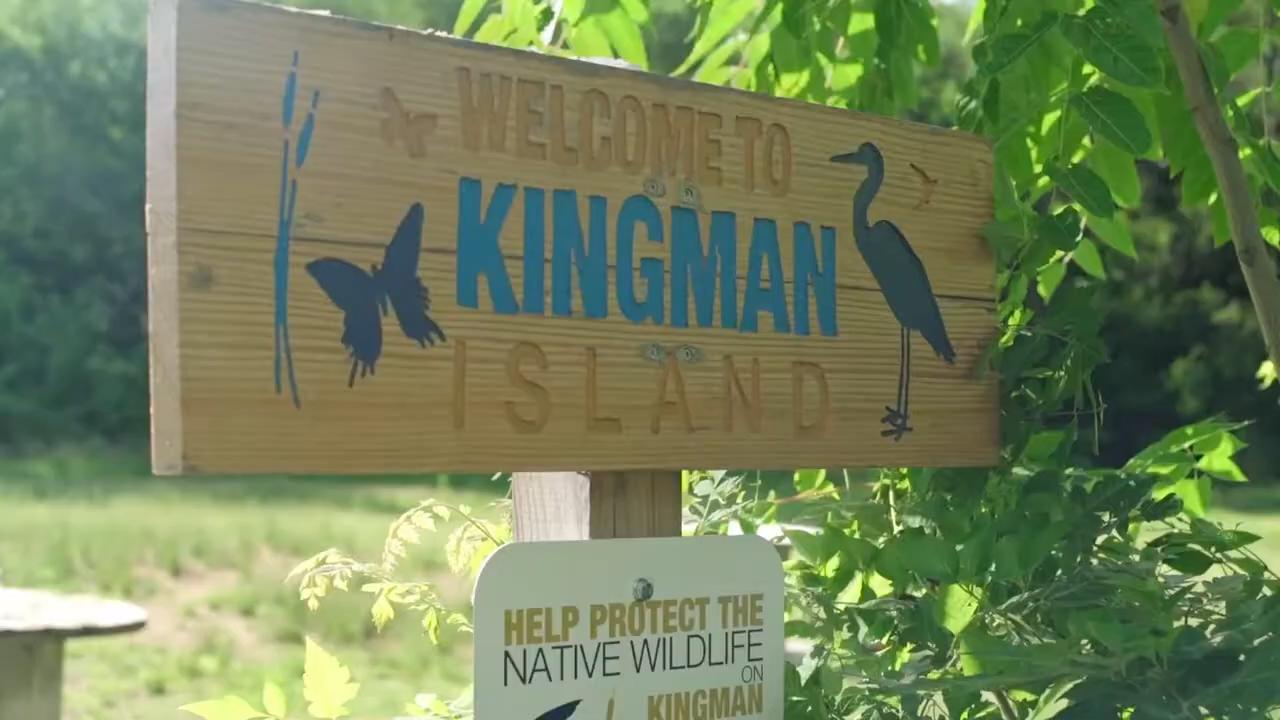 WELCOME TO
KINGMAN
ISLAND
HELP PROTECT THE
NATIVE WILDLIFE
ON
KINGMAN